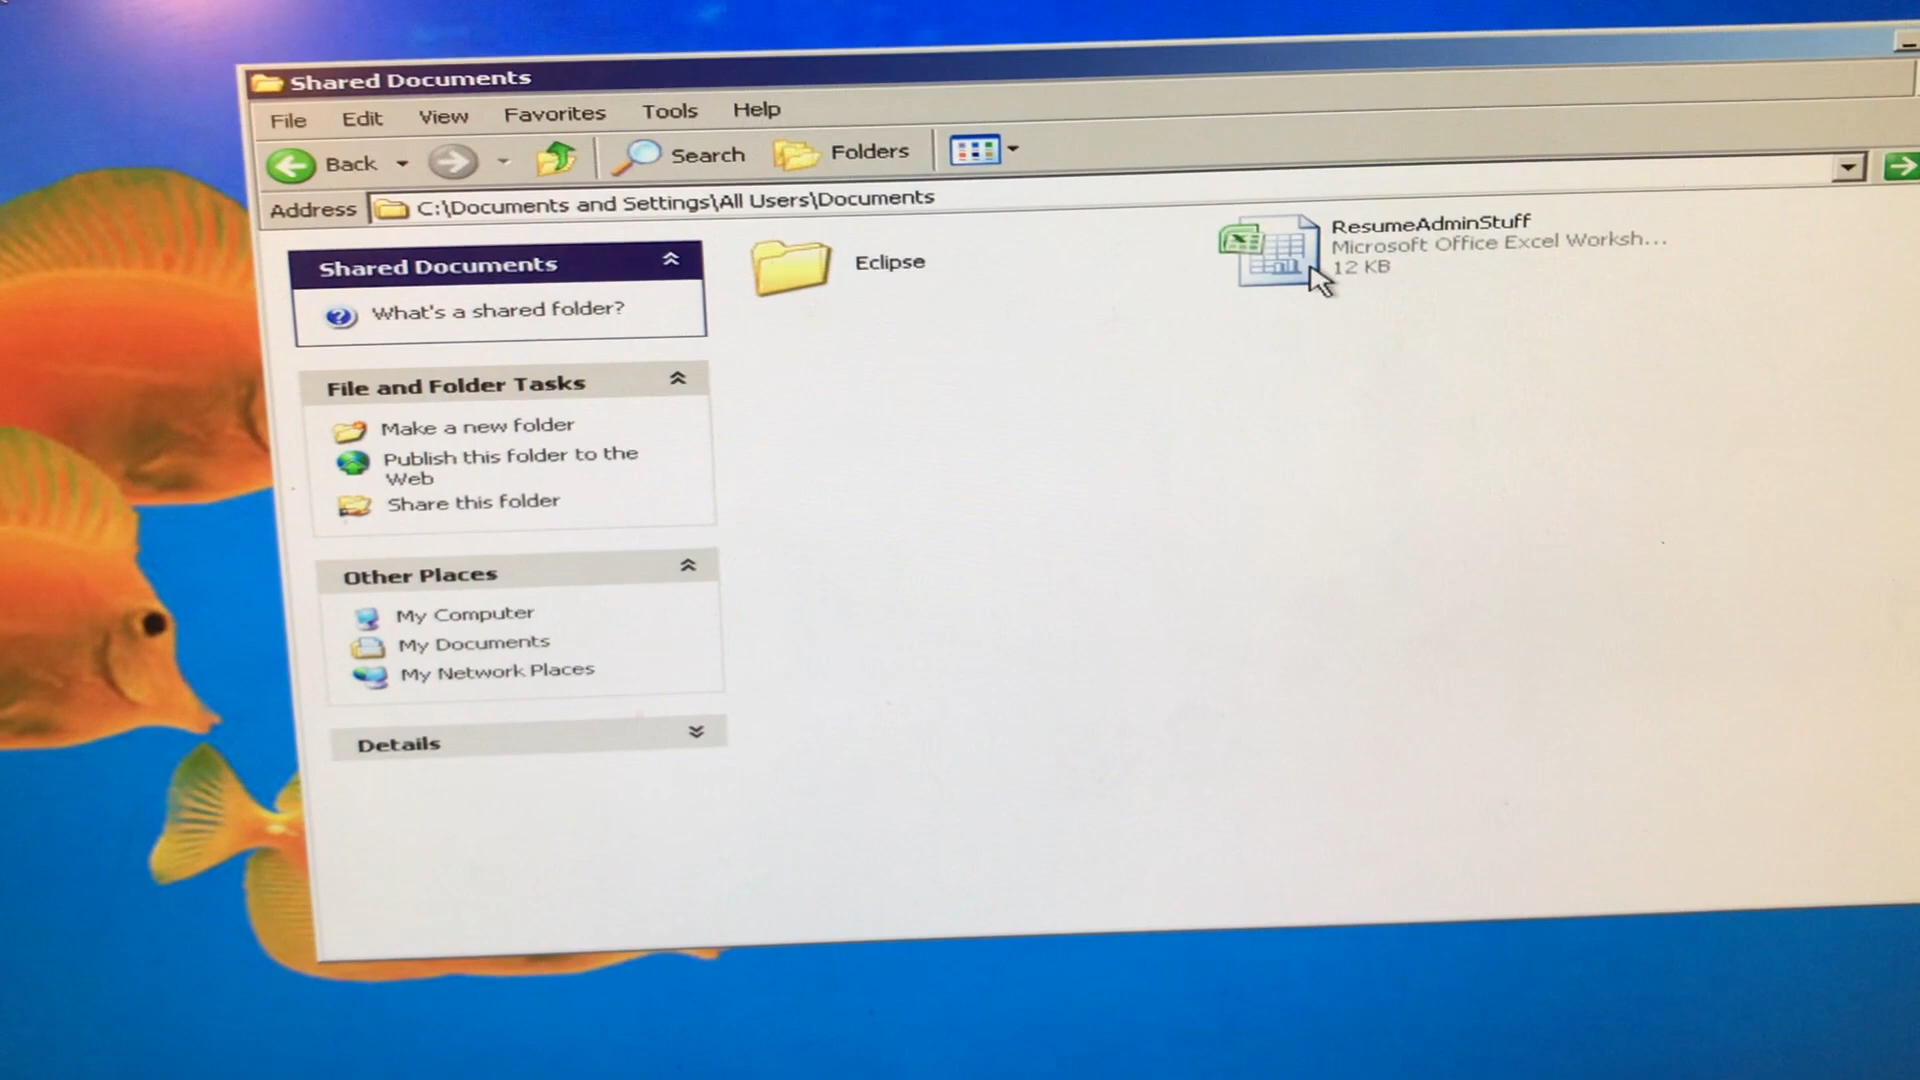 Shared Documents
File Edit View Favorites Tools Help
Back Search Folders
Address C:\Documents and Settings\All Users\Documents
Shared Documents
What's a shared folder?
File and Folder Tasks
Make a new folder
Publish this folder to the
Web
Share this folder
Other Places
My Computer
My Documents
My Network Places
Details
Eclipse
ResumeAdminStuff
Microsoft Office Excel Worksh...
12 KB